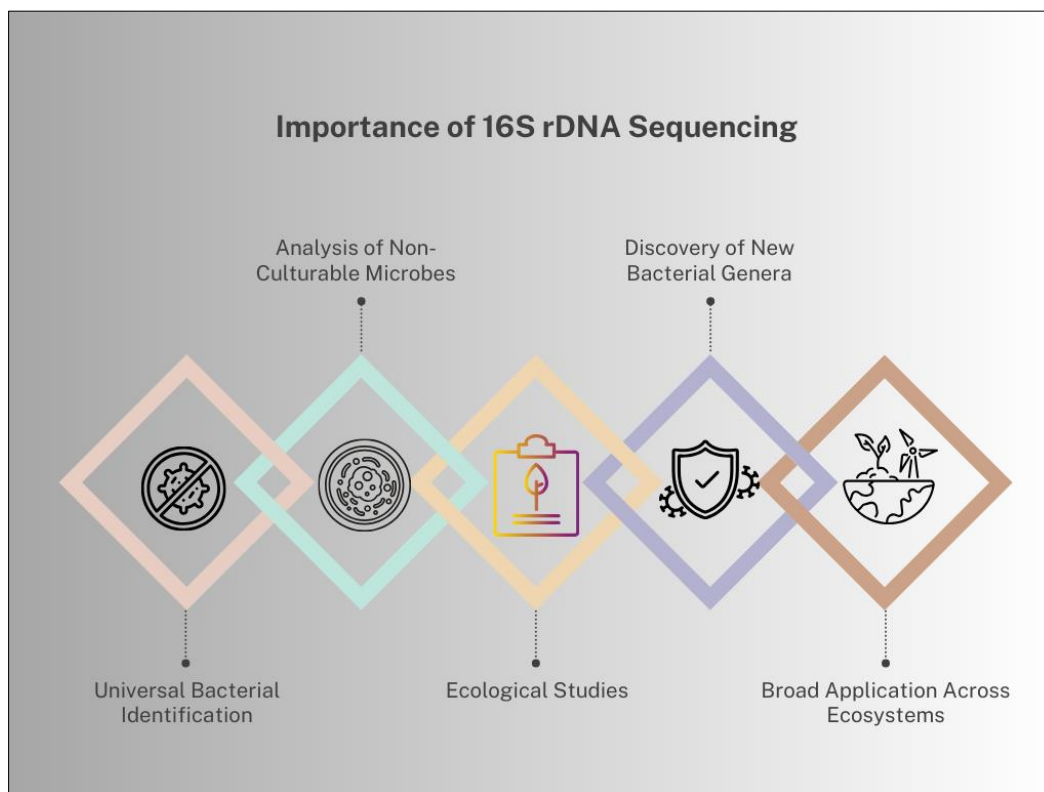 Importance of 16S rDNA Sequencing
Analysis of Non-
Culturable Microbes
Discovery of New
Bacterial Genera
Universal Bacterial
Identification
Ecological Studies
Broad Application Across
Ecosystems